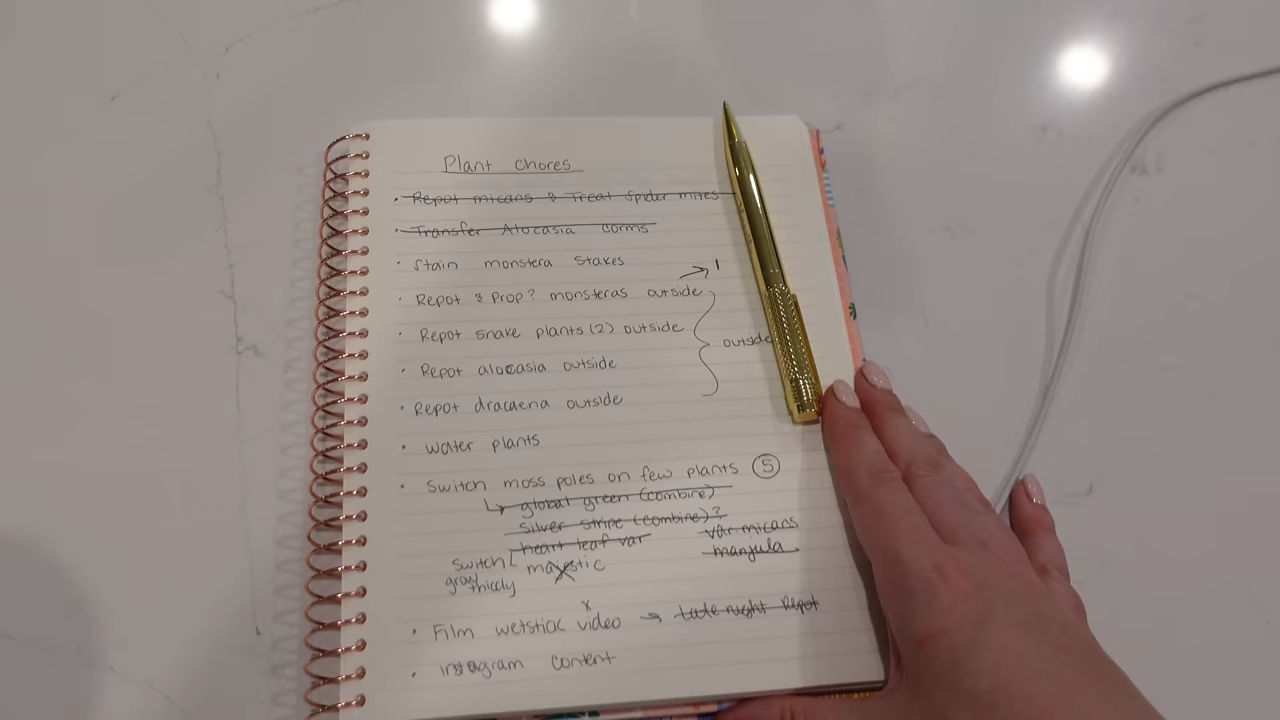 Plant chores
· Repot micans & Treat spider mites
· Transfer Alocasia corms
· Stain monstera stakes
· Repot & Prop? monsteras outside
· Repot snake plants (2) outside
outside
· Repot alocasia outside
· Repot dracaena outside
· water plants
· Switch moss poles on few plants 5
global green (combine)
silver stripe (combine)?
heart leaf var
var micans
manjula
switch
majestic
thicly
· Film wetstick video → Late night Repot
· instagram content